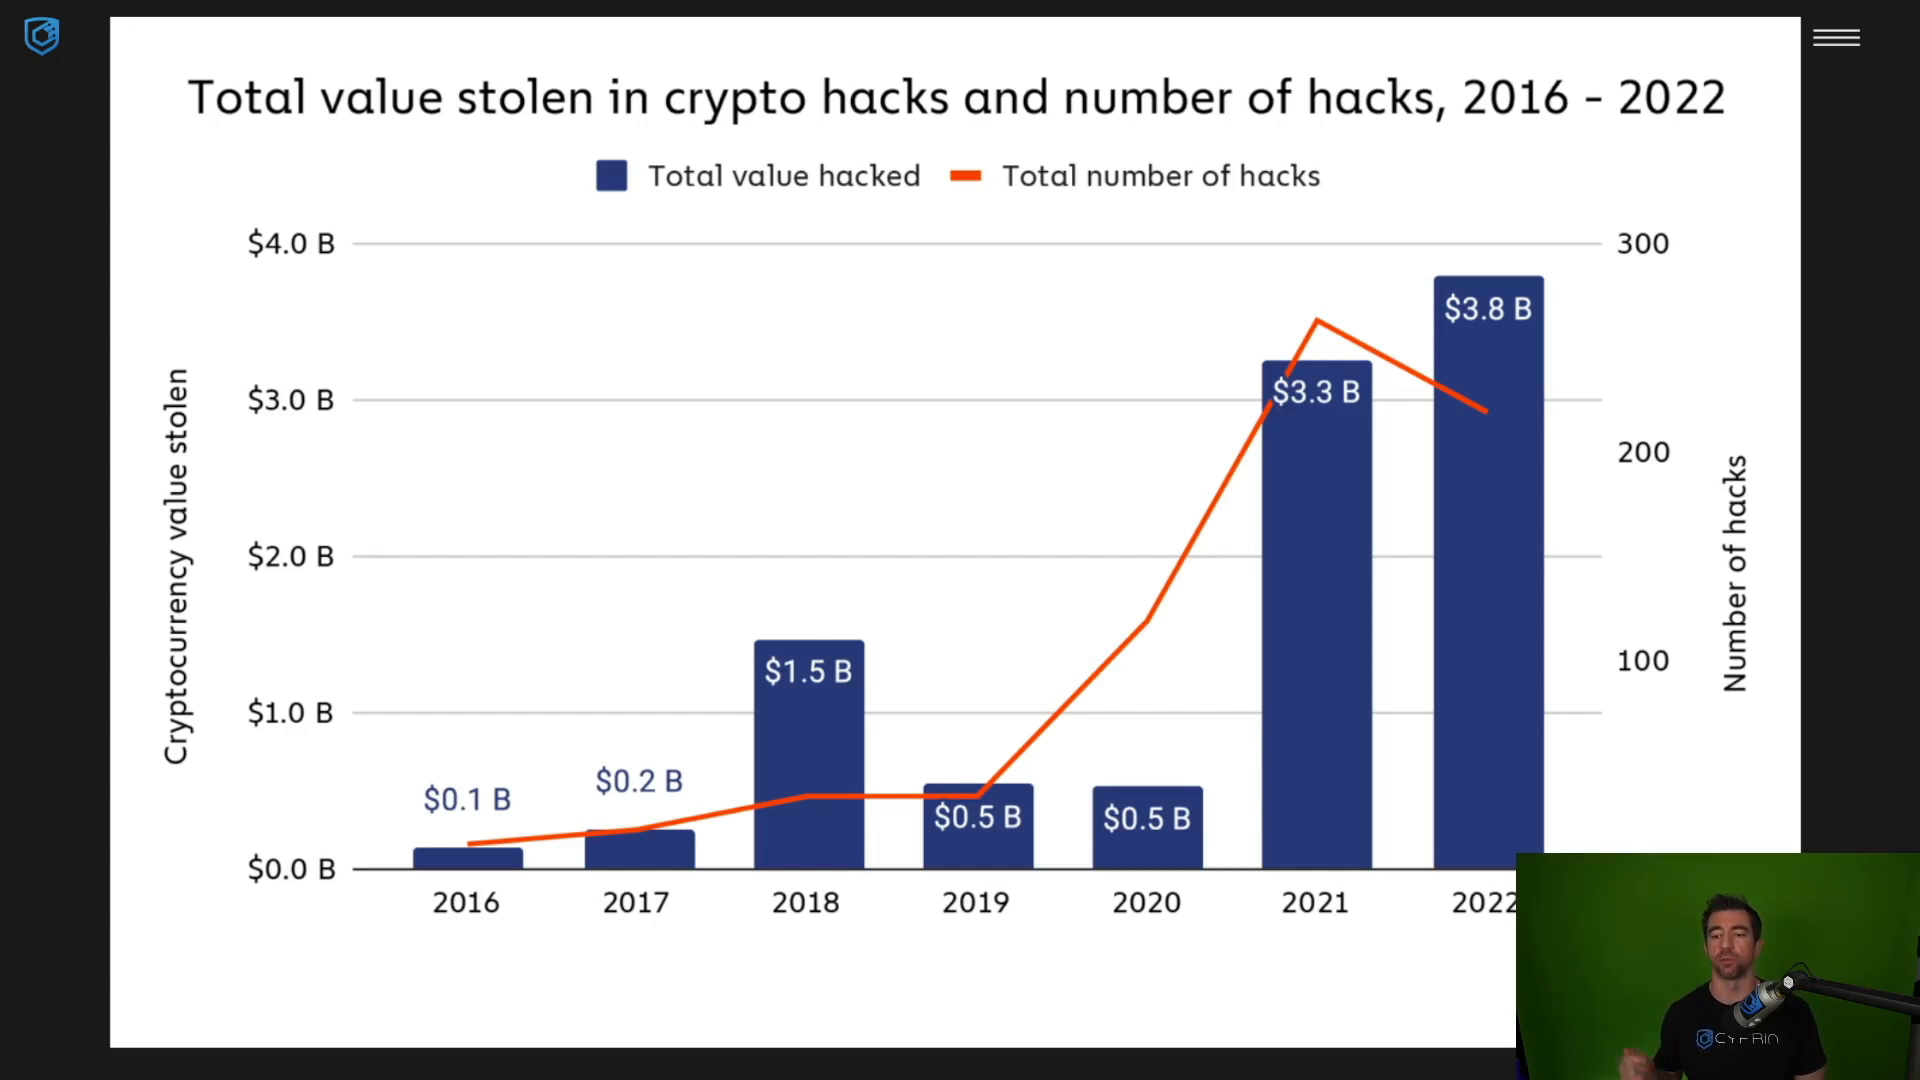 Total value stolen in crypto hacks and number of hacks, 2016 - 2022
Total value hacked
Total number of hacks
$4.0 B
$3.0 B
$2.0 B
$1.0 B
$0.0 B
Cryptocurrency value stolen
300
200
100
Number of hacks
$0.1 B
$0.2 B
$1.5 B
$0.5 B
$0.5 B
$3.3 B
$3.8 B
2016
2017
2018
2019
2020
2021
2022